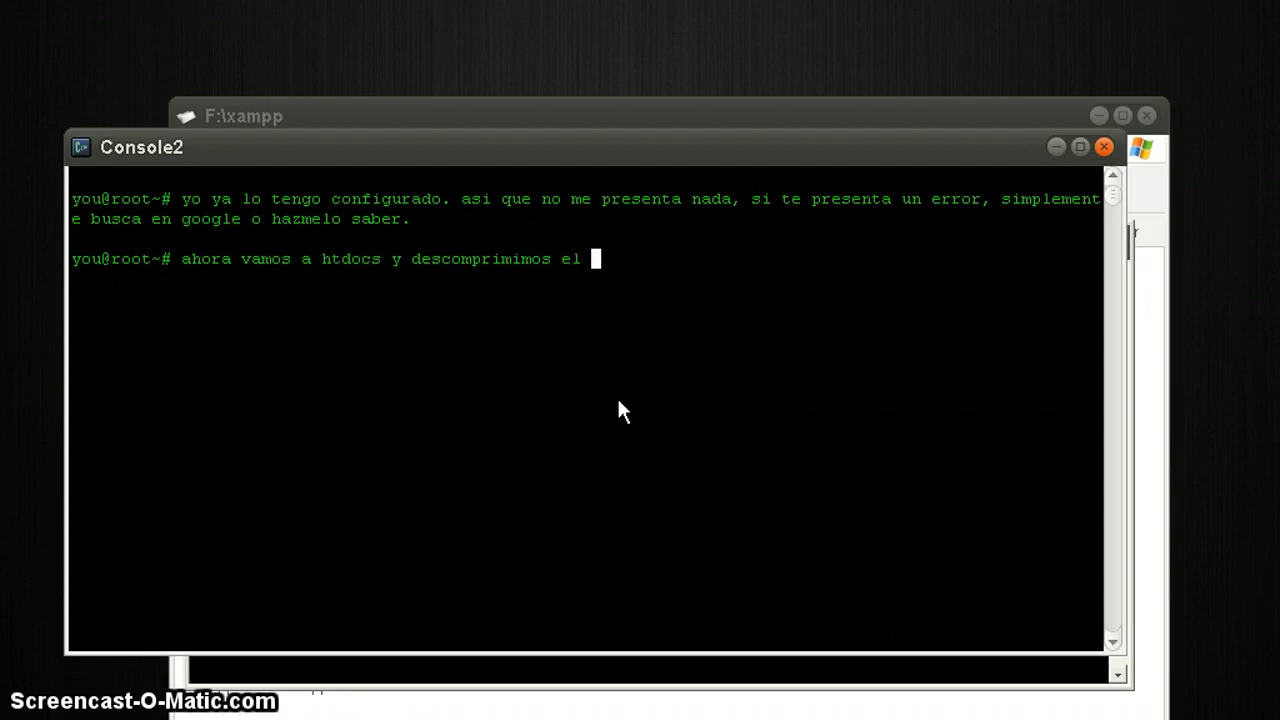 F:\xampp
Console2
you@root~# yo ya lo tengo configurado. asi que no me presenta nada, si te presenta un error, simplement
e busca en google o hazmelo saber.
you@root~# ahora vamos a htdocs y descomprimimos el
Screencast-O-Matic.com